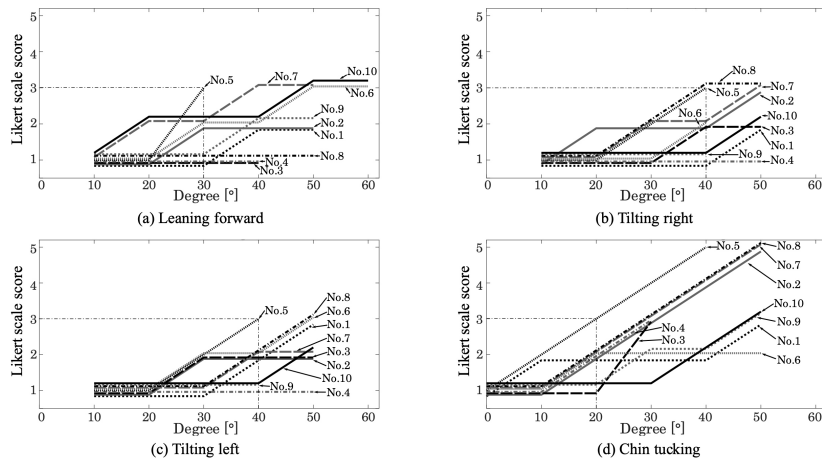 5
4
3
2
1
Likert scale score
No.5
No.7
No.10
No.6
No.9
No.2
No.1
No.8
No.4
No.3
0 10 20 30 40 50 60
Degree [°]
(a) Leaning forward
5
4
3
2
1
Likert scale score
No.8
No.5
No.7
No.2
No.6
No.10
No.3
No.1
No.9
No.4
0 10 20 30 40 50 60
Degree [°]
(b) Tilting right
5
4
3
2
1
Likert scale score
No.5
No.8
No.6
No.1
No.7
No.3
No.2
No.10
No.9
No.4
0 10 20 30 40 50 60
Degree [°]
(c) Tilting left
5
4
3
2
1
Likert scale score
No.5
No.8
No.7
No.2
No.10
No.9
No.4
No.3
No.1
No.6
0 10 20 30 40 50 60
Degree [°]
(d) Chin tucking